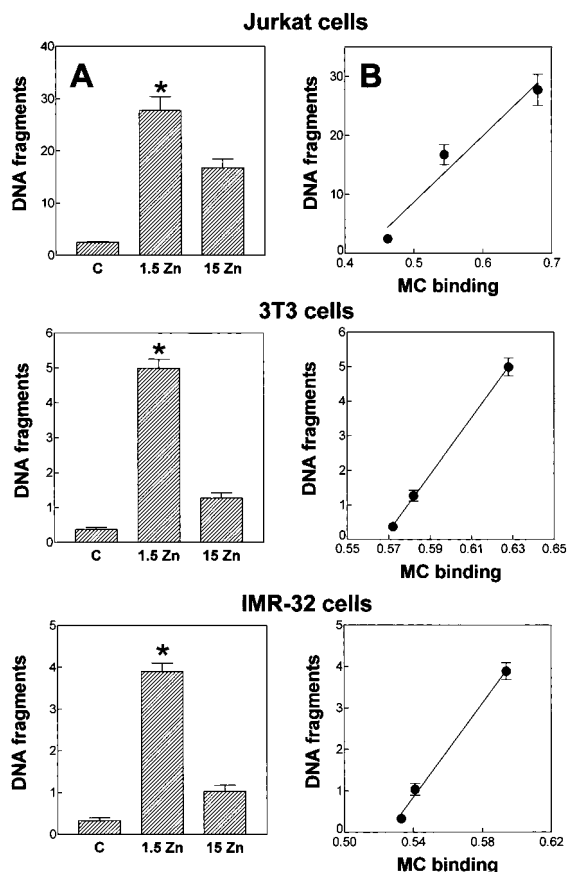 Jurkat cells
A
B
DNA fragments
40
30
20
10
0
*
C 1.5 Zn 15 Zn
DNA fragments
30
20
10
0
0.4 0.5 0.6 0.7
MC binding
3T3 cells
DNA fragments
6
5
4
3
2
1
0
*
C 1.5 Zn 15 Zn
DNA fragments
6
5
4
3
2
1
0
0.55 0.57 0.59 0.61 0.63 0.65
MC binding
IMR-32 cells
DNA fragments
5
4
3
2
1
0
*
C 1.5 Zn 15 Zn
DNA fragments
5
4
3
2
1
0
0.50 0.54 0.58 0.62
MC binding